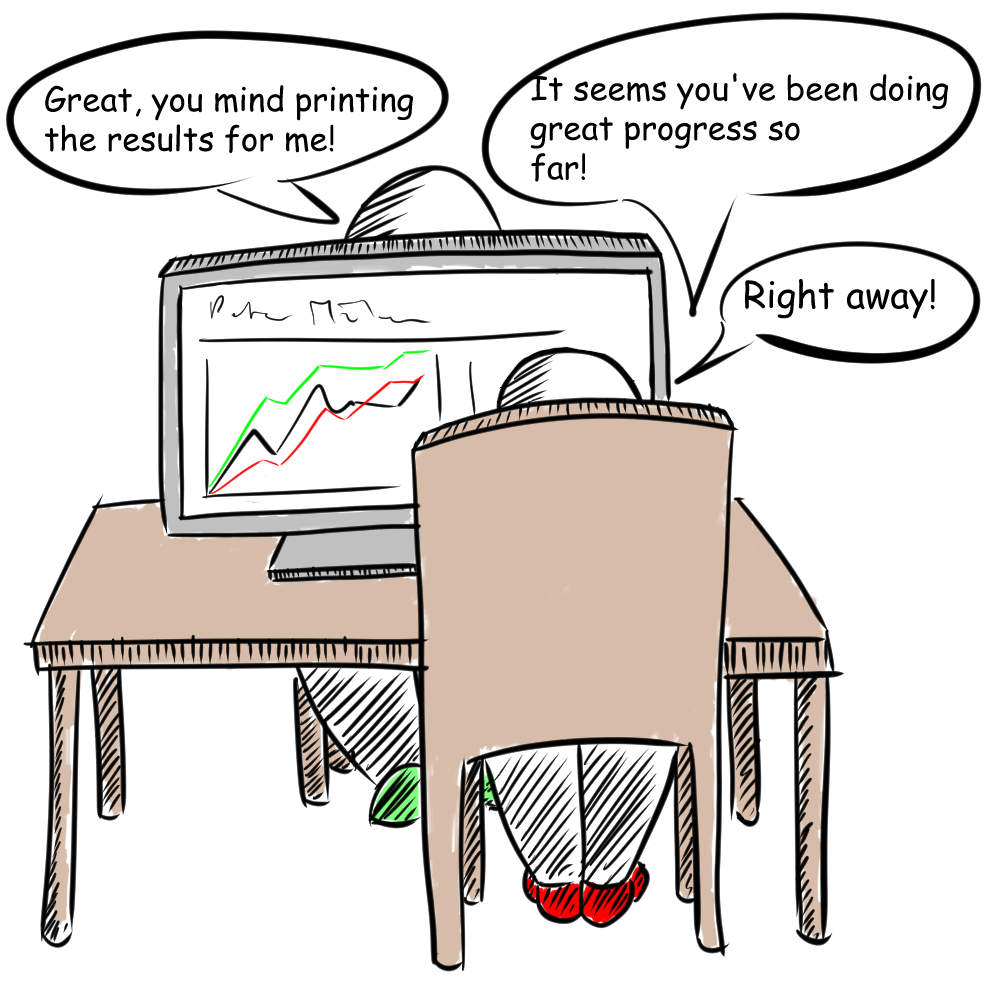 Great, you mind printing
the results for me!
It seems you've been doing
great progress so
far!
Right away!